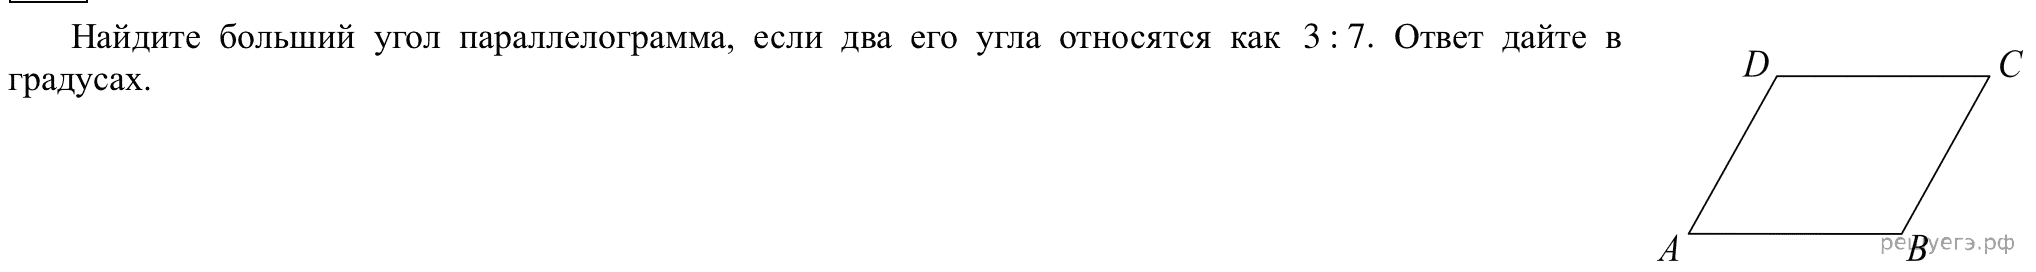 Найдите больший угол параллелограмма, если два его угла относятся как 3 : 7. Ответ дайте в
градусах.
D
C
A
B
решуегэ.рф